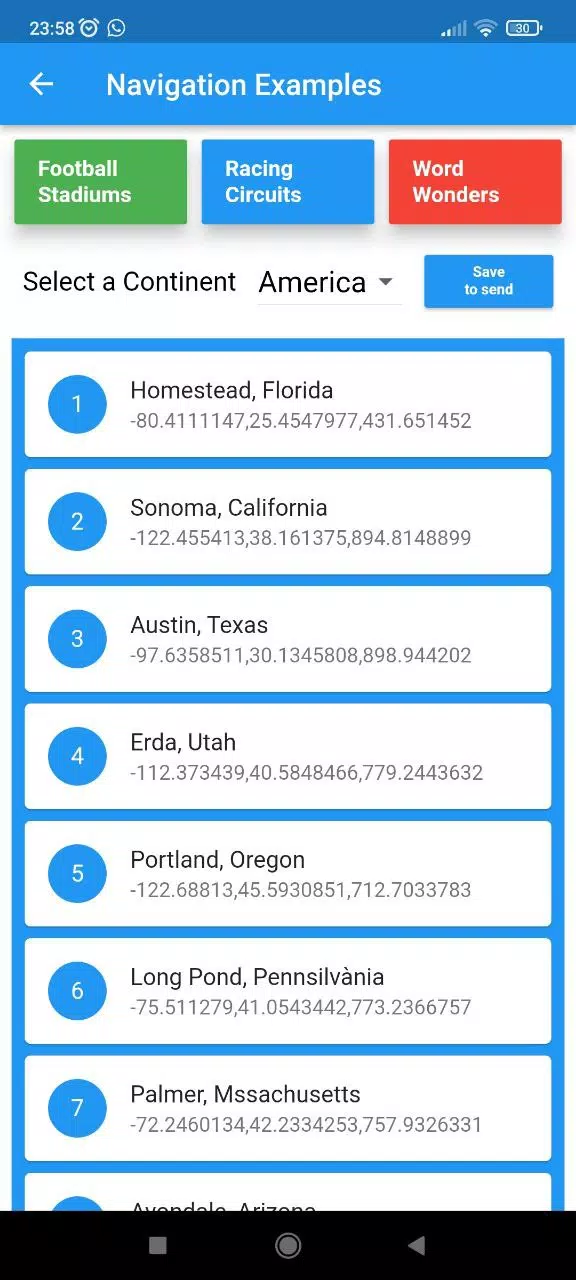 23:58
30
Navigation Examples
Football
Stadiums
Racing
Circuits
Word
Wonders
Select a Continent
America
Save
to send
1
Homestead, Florida
-80.4111147,25.4547977,431.651452
2
Sonoma, California
-122.455413,38.161375,894.8148899
3
Austin, Texas
-97.6358511,30.1345808,898.944202
4
Erda, Utah
-112.373439,40.5848466,779.2443632
5
Portland, Oregon
-122.68813,45.5930851,712.7033783
6
Long Pond, Pennsilvània
-75.511279,41.0543442,773.2366757
7
Palmer, Mssachusetts
-72.2460134,42.2334253,757.9326331
Avondale, Arizona